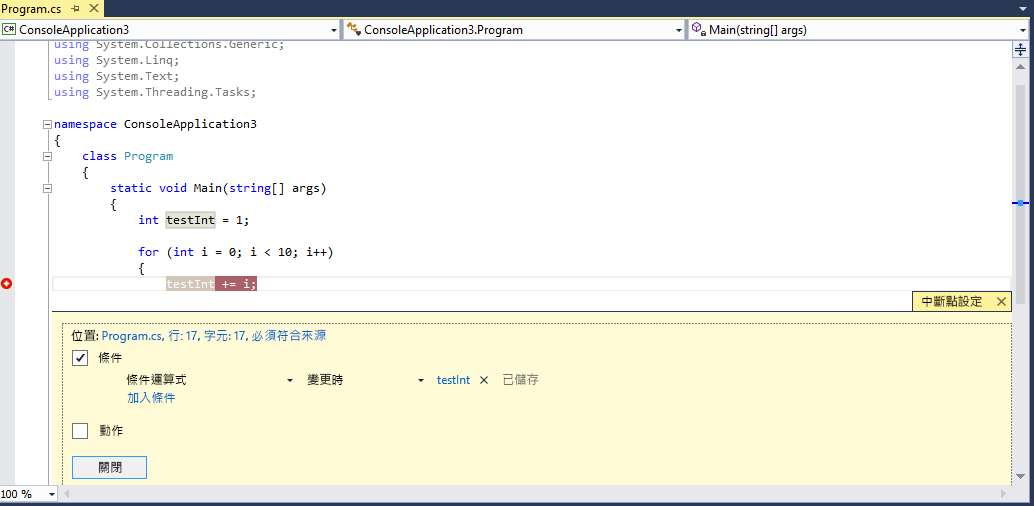 Program.cs
C# ConsoleApplication3 ConsoleApplication3.Program Main(string[] args)
using System.Collections.Generic;
using System.Linq;
using System.Text;
using System.Threading.Tasks;
namespace ConsoleApplication3
{
class Program
{
static void Main(string[] args)
{
int testInt = 1;
for (int i = 0; i < 10; i++)
{
testInt += i;
中斷點設定
位置: Program.cs, 行: 17, 字元: 17, 必須符合來源
條件
條件運算式 變更時 testInt 已儲存
加入條件
動作
關閉
100 %